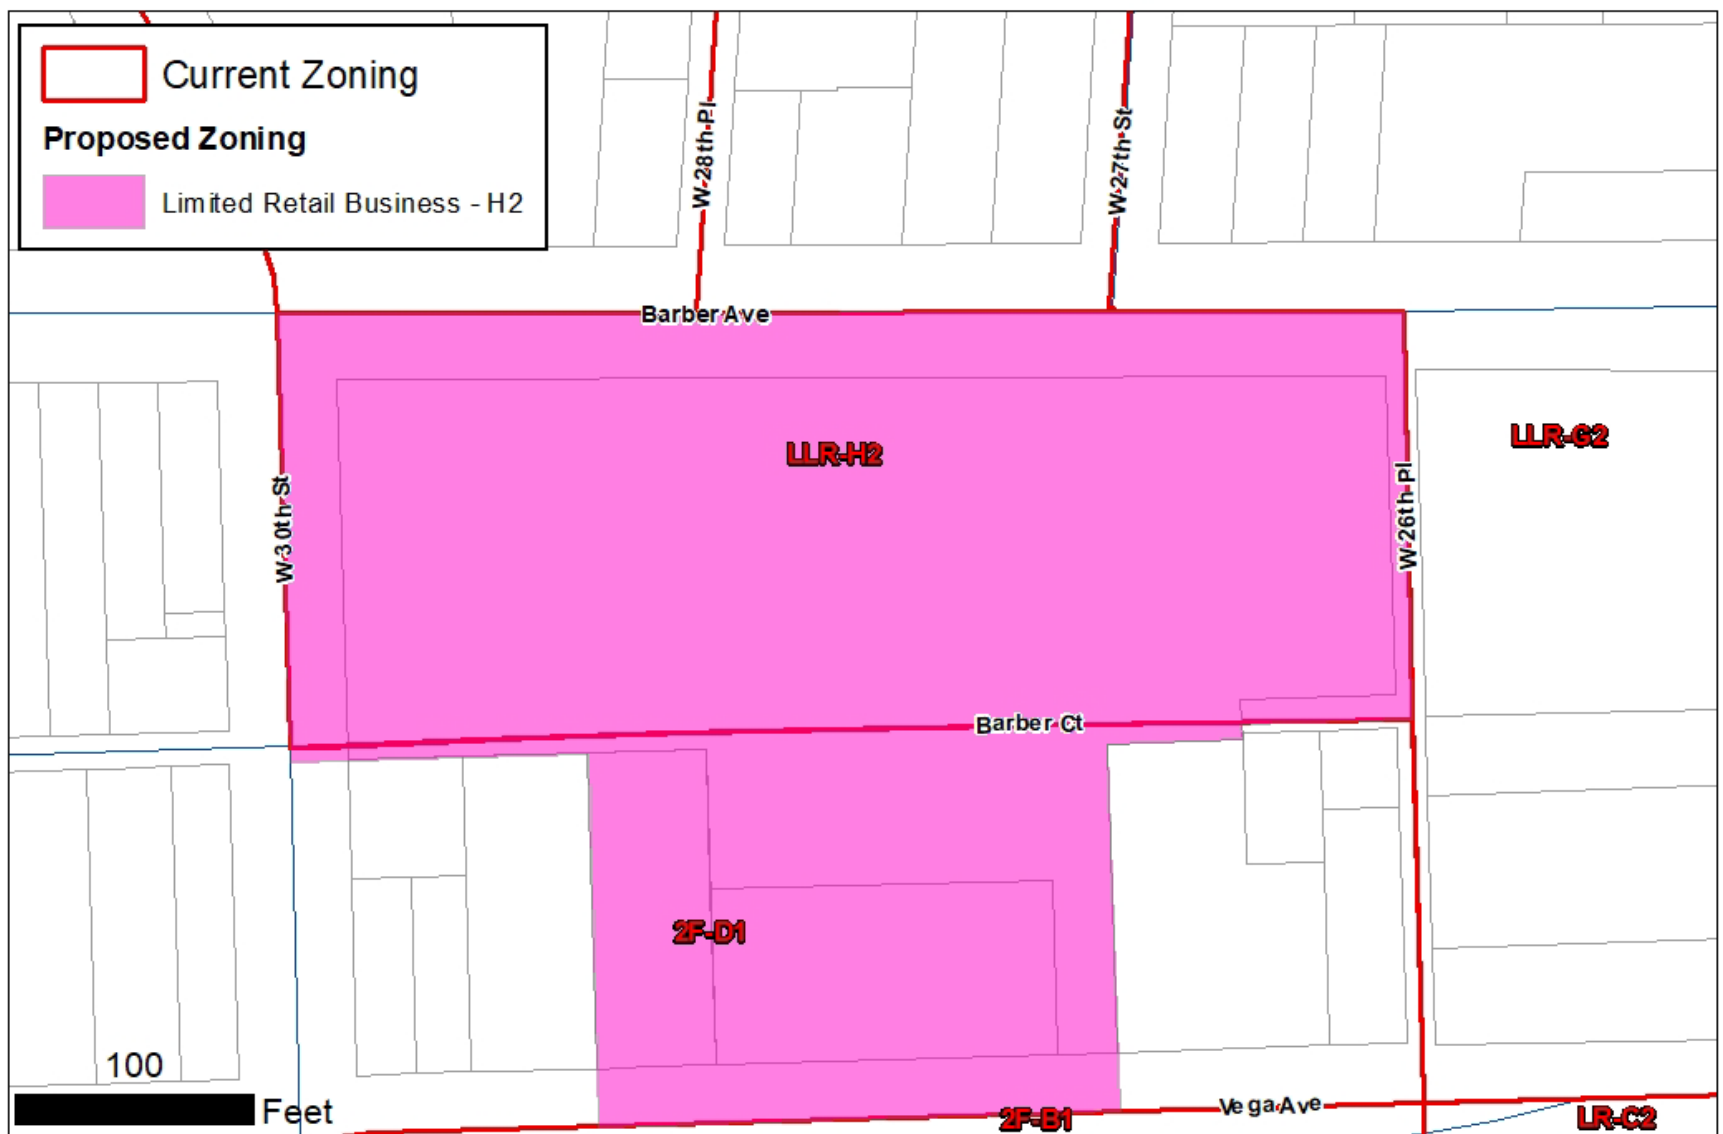 Current Zoning
Proposed Zoning
Limited Retail Business - H2
W 28th Pl
W 27th St
Barber Ave
LLR-H2
LLR-G2
W 30th St
W 26th Pl
Barber Ct
2F-D1
100
Feet
2F-B1
Vega Ave
LR-C2